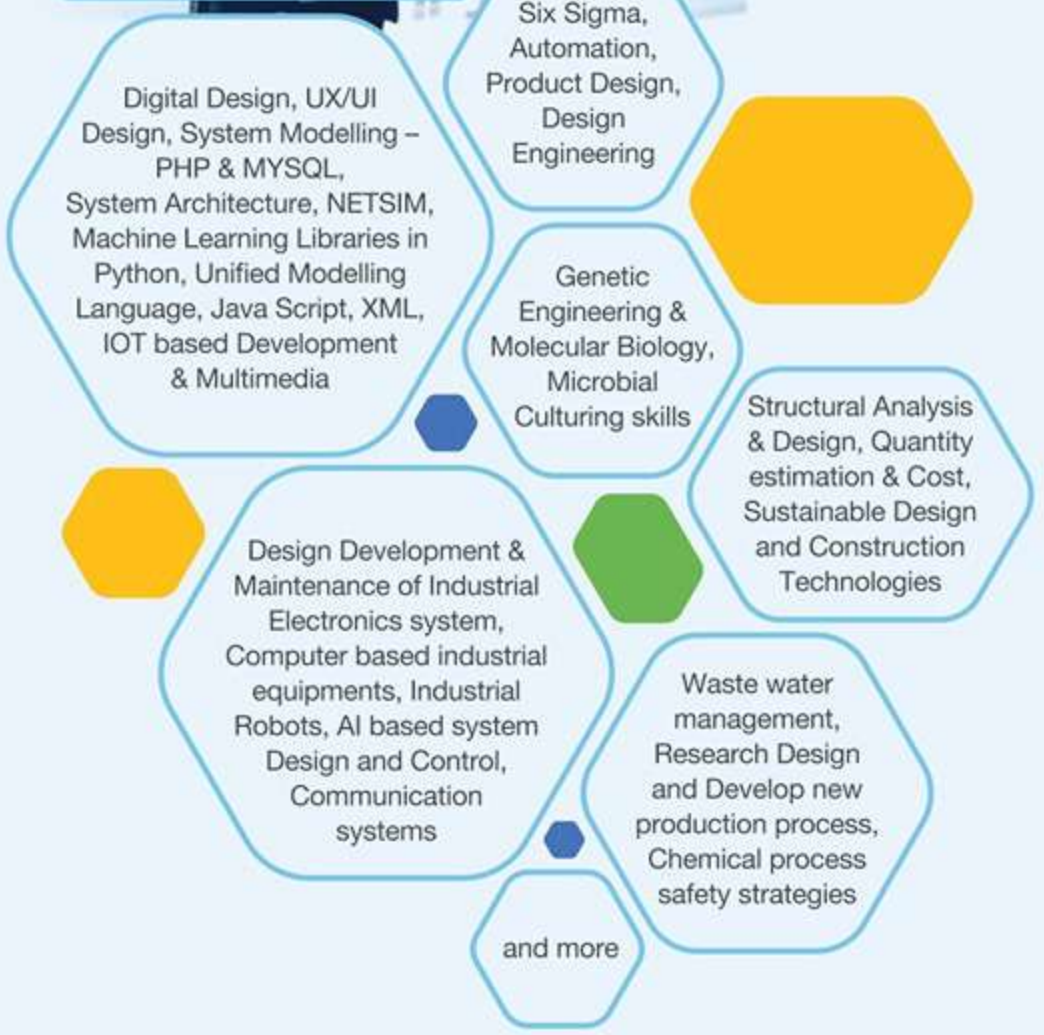 Six Sigma,
Automation,
Product Design,
Design
Engineering
Digital Design, UX/UI
Design, System Modelling –
PHP & MYSQL,
System Architecture, NETSIM,
Machine Learning Libraries in
Python, Unified Modelling
Language, Java Script, XML,
IOT based Development
& Multimedia
Genetic
Engineering &
Molecular Biology,
Microbial
Culturing skills
Structural Analysis
& Design, Quantity
estimation & Cost,
Sustainable Design
and Construction
Technologies
Design Development &
Maintenance of Industrial
Electronics system,
Computer based industrial
equipments, Industrial
Robots, AI based system
Design and Control,
Communication
systems
Waste water
management,
Research Design
and Develop new
production process,
Chemical process
safety strategies
and more